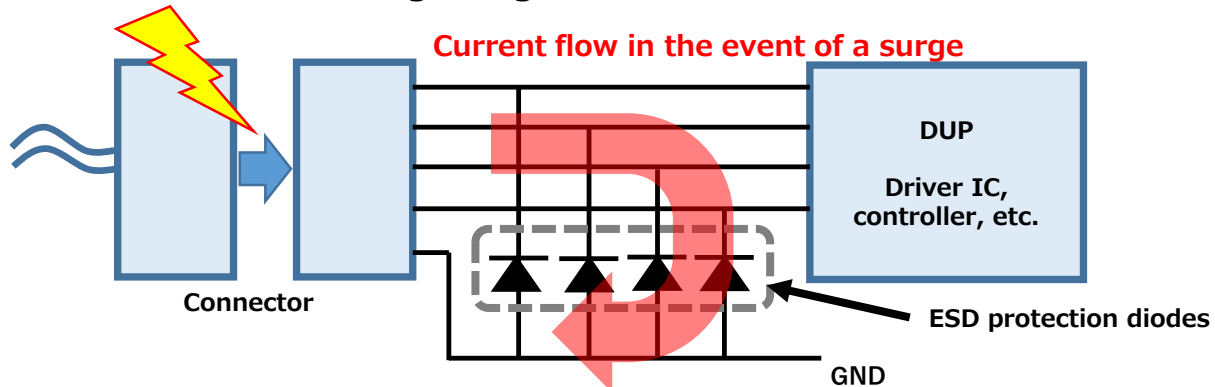 Current flow in the event of a surge
DUP
Driver IC,
controller, etc.
Connector
ESD protection diodes
GND